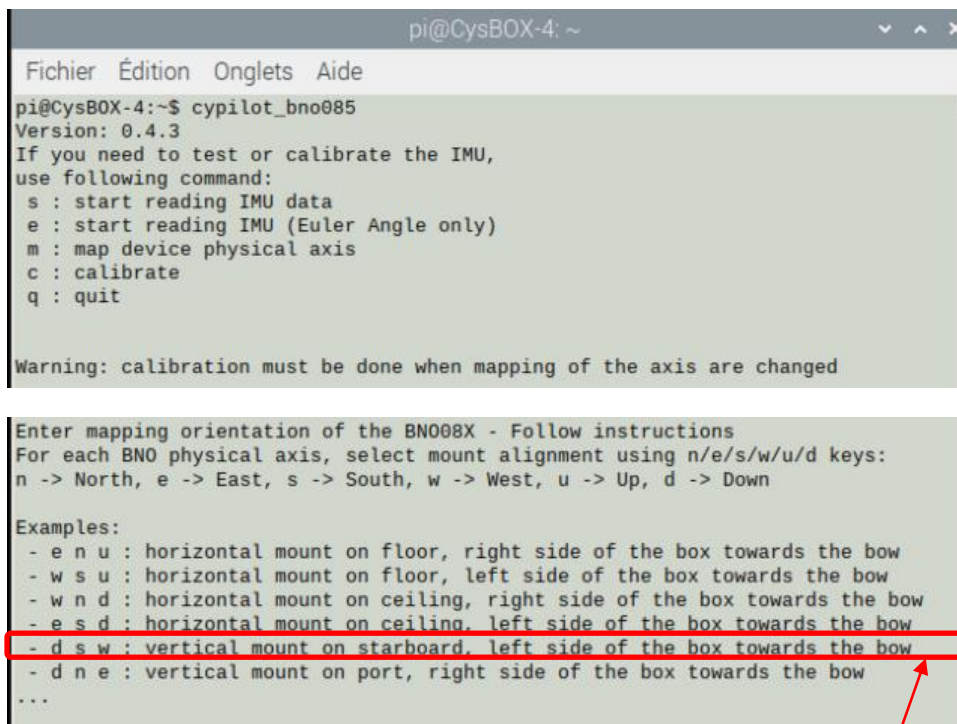 pi@CysBOX-4: ~
Fichier Édition Onglets Aide
pi@CysBOX-4:~$ cypilot_bno085
Version: 0.4.3
If you need to test or calibrate the IMU,
use following command:
s : start reading IMU data
e : start reading IMU (Euler Angle only)
m : map device physical axis
c : calibrate
q : quit
Warning: calibration must be done when mapping of the axis are changed
Enter mapping orientation of the BNO08X - Follow instructions
For each BNO physical axis, select mount alignment using n/e/s/w/u/d keys:
n -> North, e -> East, s -> South, w -> West, u -> Up, d -> Down
Examples:
- e n u : horizontal mount on floor, right side of the box towards the bow
- w s u : horizontal mount on floor, left side of the box towards the bow
- w n d : horizontal mount on ceiling, right side of the box towards the bow
- e s d : horizontal mount on ceiling, left side of the box towards the bow
- d s w : vertical mount on starboard, left side of the box towards the bow
- d n e : vertical mount on port, right side of the box towards the bow
...